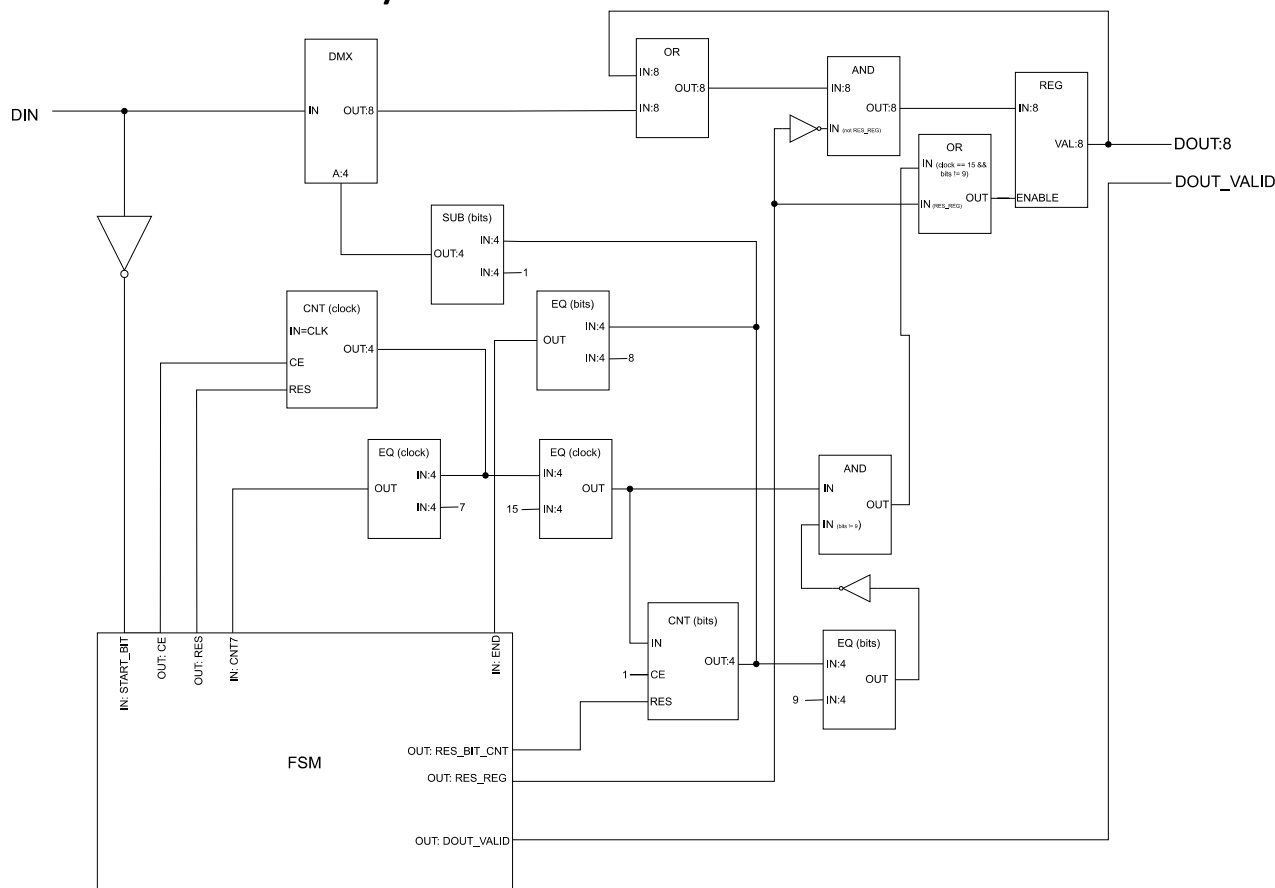 DMX
IN
OUT:8
A:4
DIN
OR
IN:8
OUT:8
IN:8
AND
IN:8
OUT:8
IN (not RES_REG)
REG
IN:8
VAL:8
ENABLE
OR
IN (clock == 15 &&
bits != 9)
OUT
IN (RES_REG)
DOUT:8
DOUT_VALID
SUB (bits)
IN:4
OUT:4
IN:4
1
CNT (clock)
IN=CLK
OUT:4
CE
RES
EQ (bits)
IN:4
OUT
IN:4
8
EQ (clock)
IN:4
OUT
IN:4
7
EQ (clock)
IN:4
OUT
15
IN:4
AND
IN
OUT
IN (bits != 9)
CNT (bits)
IN
OUT:4
1
CE
RES
EQ (bits)
IN:4
OUT
9
IN:4
IN: START_BIT
OUT: CE
OUT: RES
IN: CNT7
IN: END
FSM
OUT: RES_BIT_CNT
OUT: RES_REG
OUT: DOUT_VALID